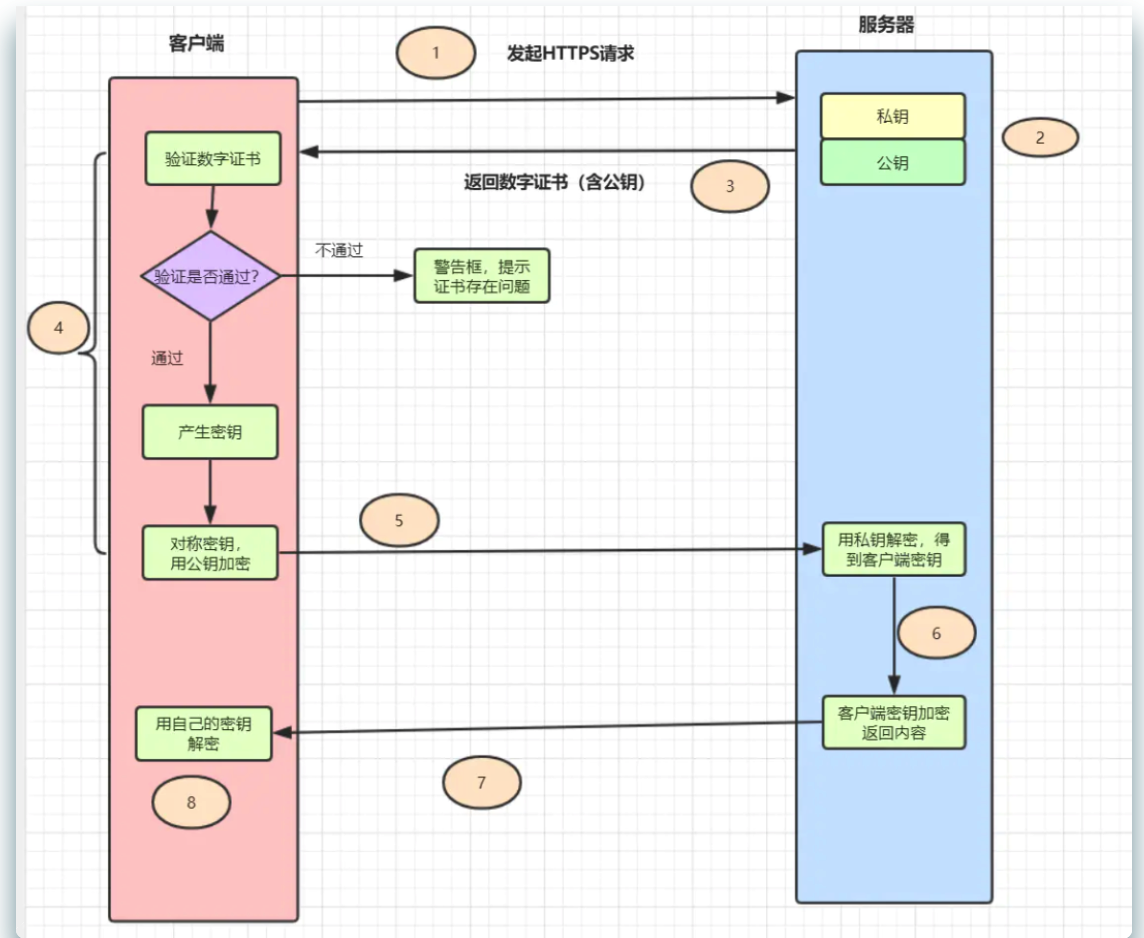 客户端
服务器
1
发起HTTPS请求
私钥
2
公钥
验证数字证书
返回数字证书（含公钥）
3
不通过
验证是否通过？
警告框，提示
证书存在问题
4
通过
产生密钥
5
对称密钥，
用公钥加密
用私钥解密，得
到客户端密钥
6
客户端密钥加密
返回内容
用自己的密钥
解密
7
8